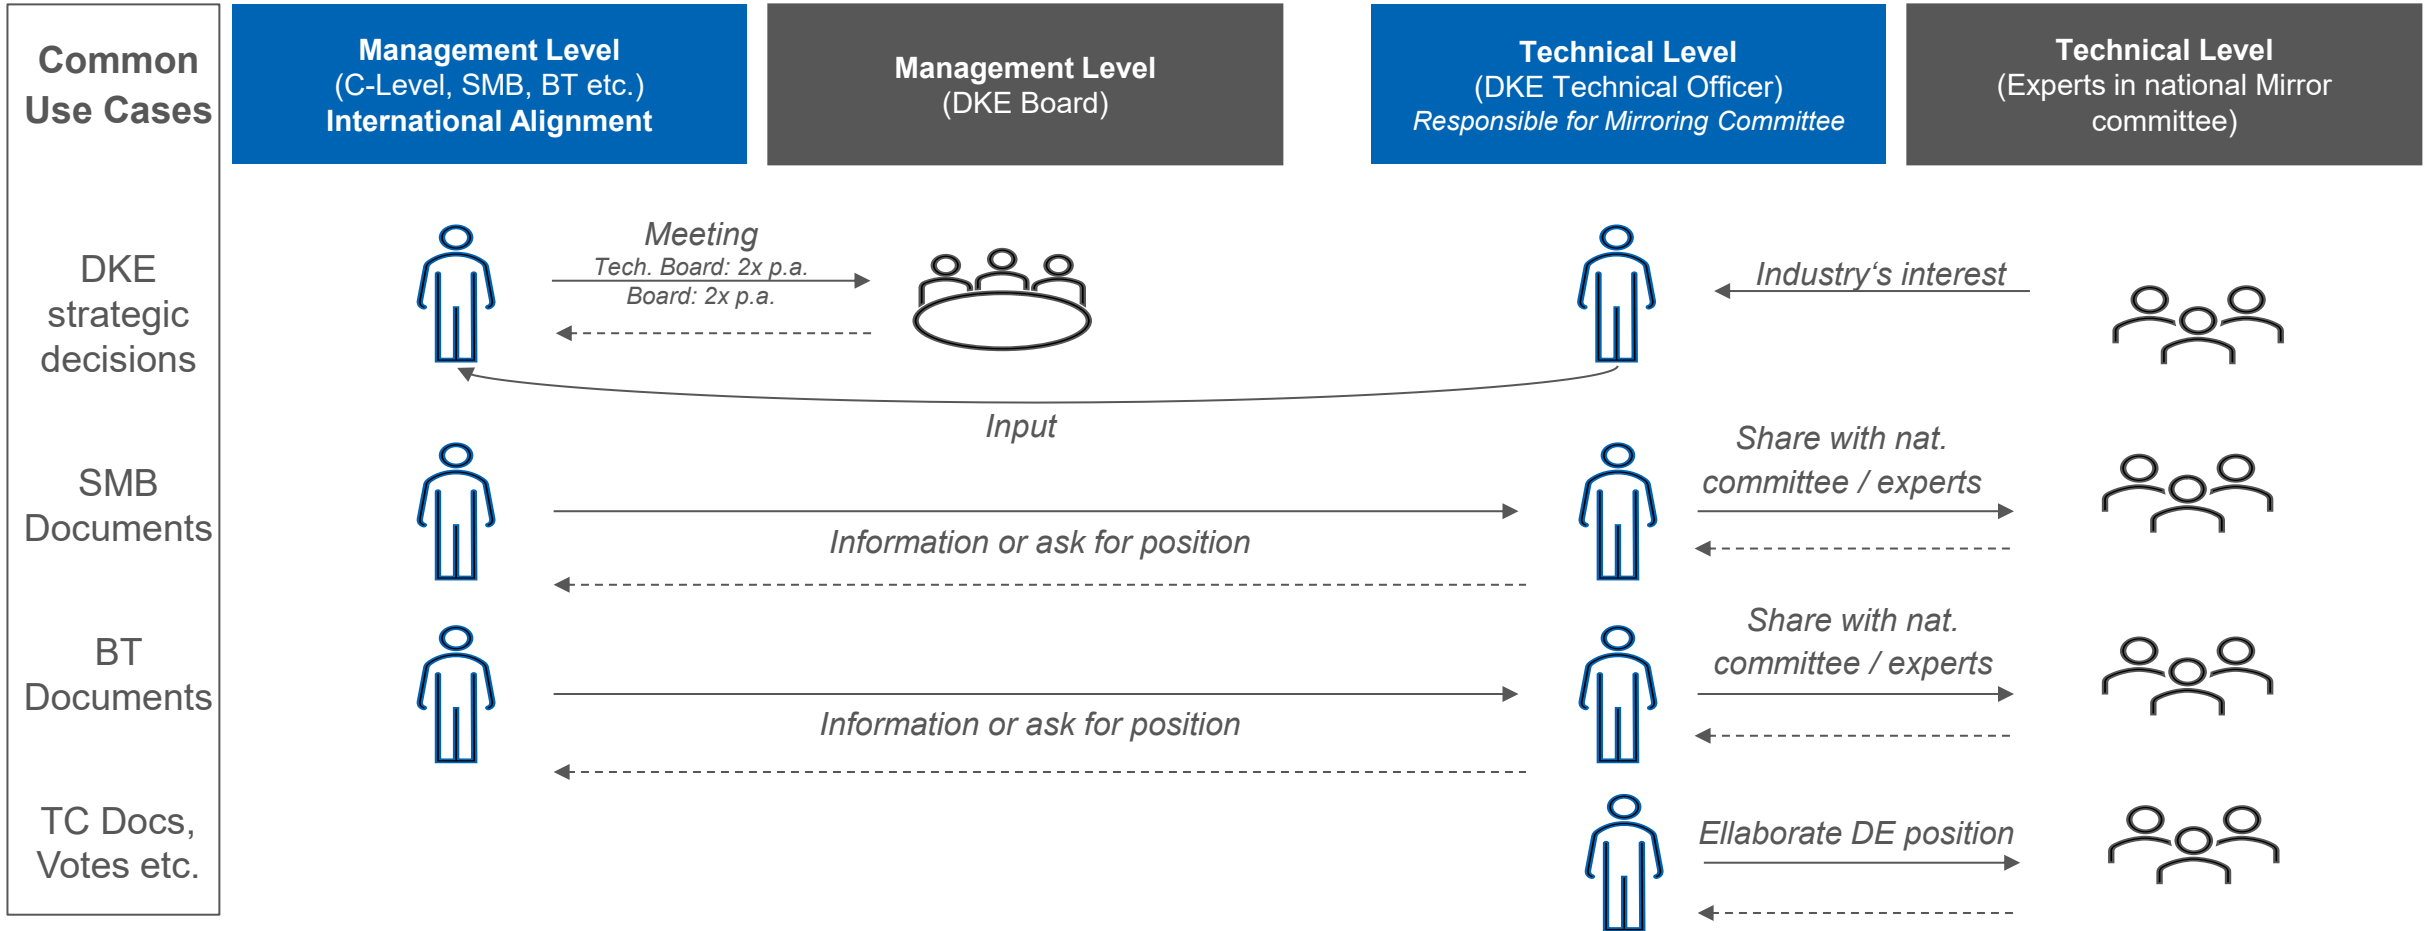 Common
Use Cases
Management Level
(C-Level, SMB, BT etc.)
International Alignment
Management Level
(DKE Board)
Technical Level
(DKE Technical Officer)
Responsible for Mirroring Committee
Technical Level
(Experts in national Mirror
committee)
DKE
strategic
decisions
Meeting
Tech. Board: 2x p.a.
Board: 2x p.a.
Industry‘s interest
Input
SMB
Documents
Information or ask for position
Share with nat.
committee / experts
BT
Documents
Information or ask for position
Share with nat.
committee / experts
TC Docs,
Votes etc.
Ellaborate DE position